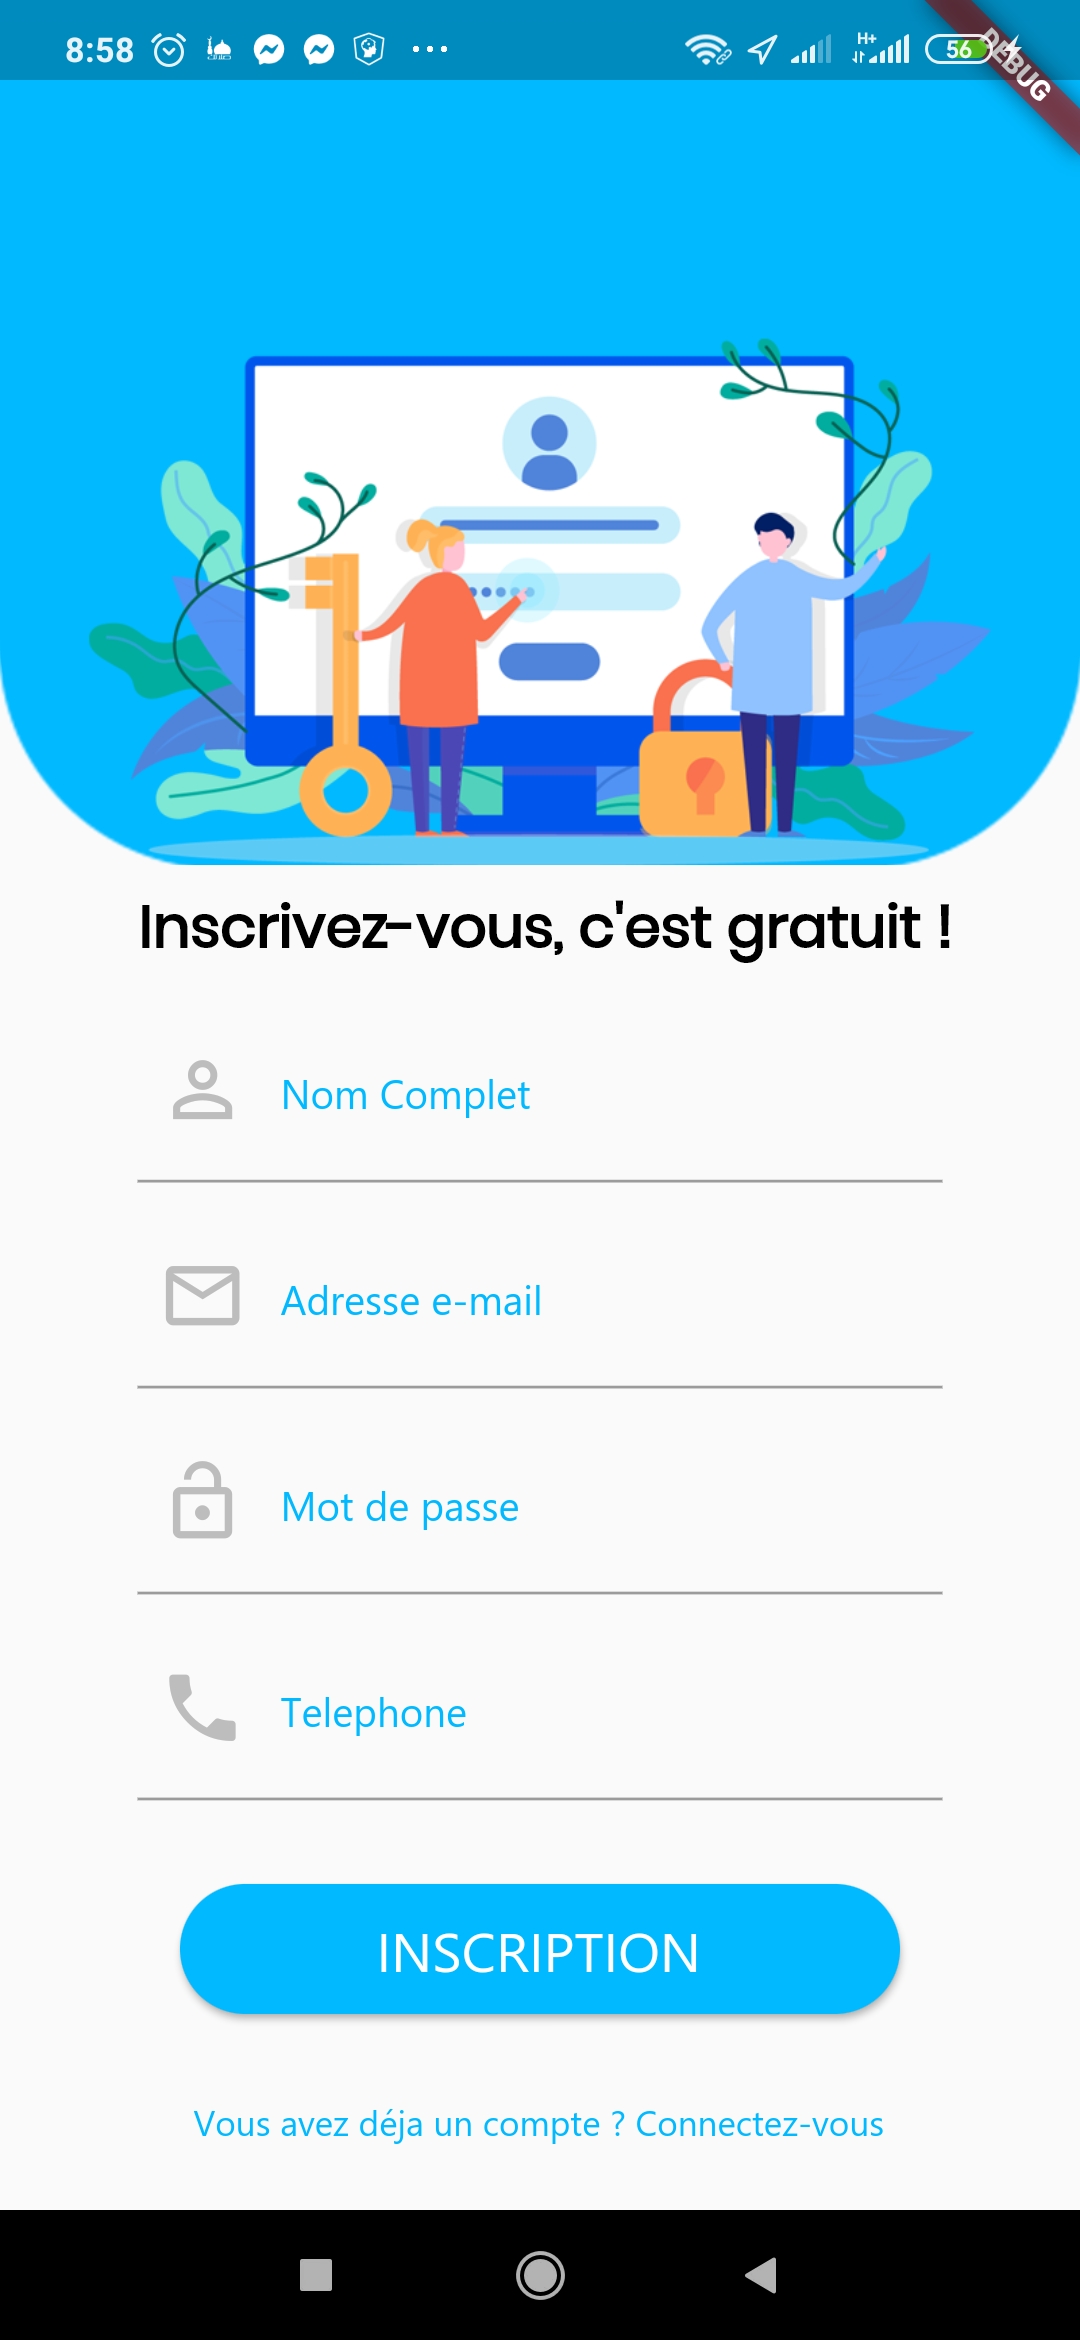 8:58
H+
56
DEBUG
Inscrivez-vous, c'est gratuit !
Nom Complet
Adresse e-mail
Mot de passe
Telephone
INSCRIPTION
Vous avez déja un compte ? Connectez-vous